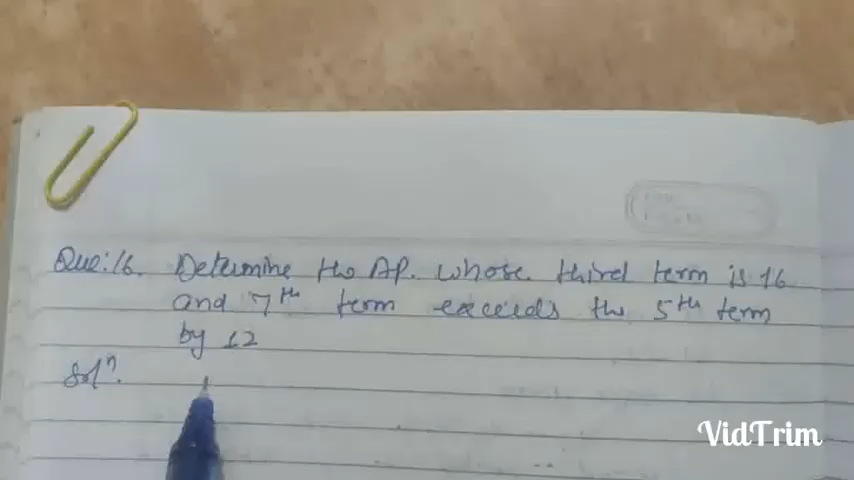 Que:16. Determine the AP. whose third term is 16
and 7th term exceeds the 5th term
by 12
Solⁿ.
VidTrim